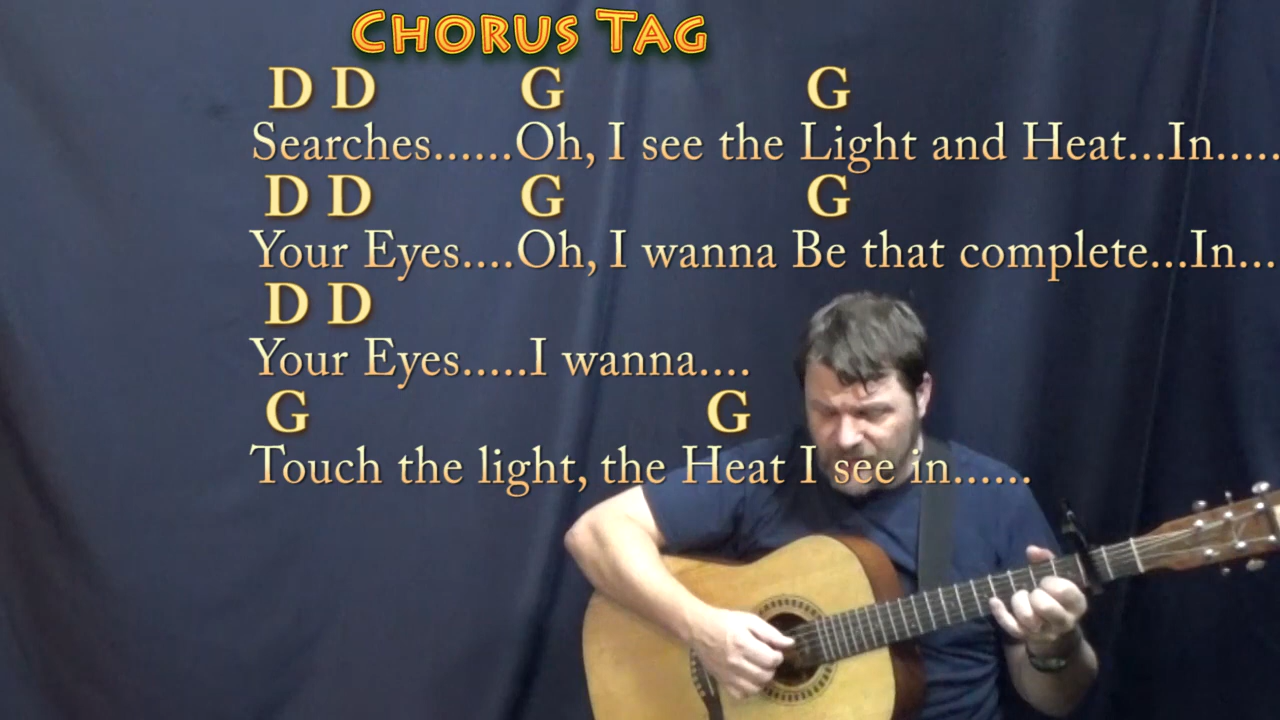 CHORUS TAG
D D G G
Searches......Oh, I see the Light and Heat...In.....
D D G G
Your Eyes....Oh, I wanna Be that complete...In...
D D
Your Eyes.....I wanna....
G G
Touch the light, the Heat I see in......